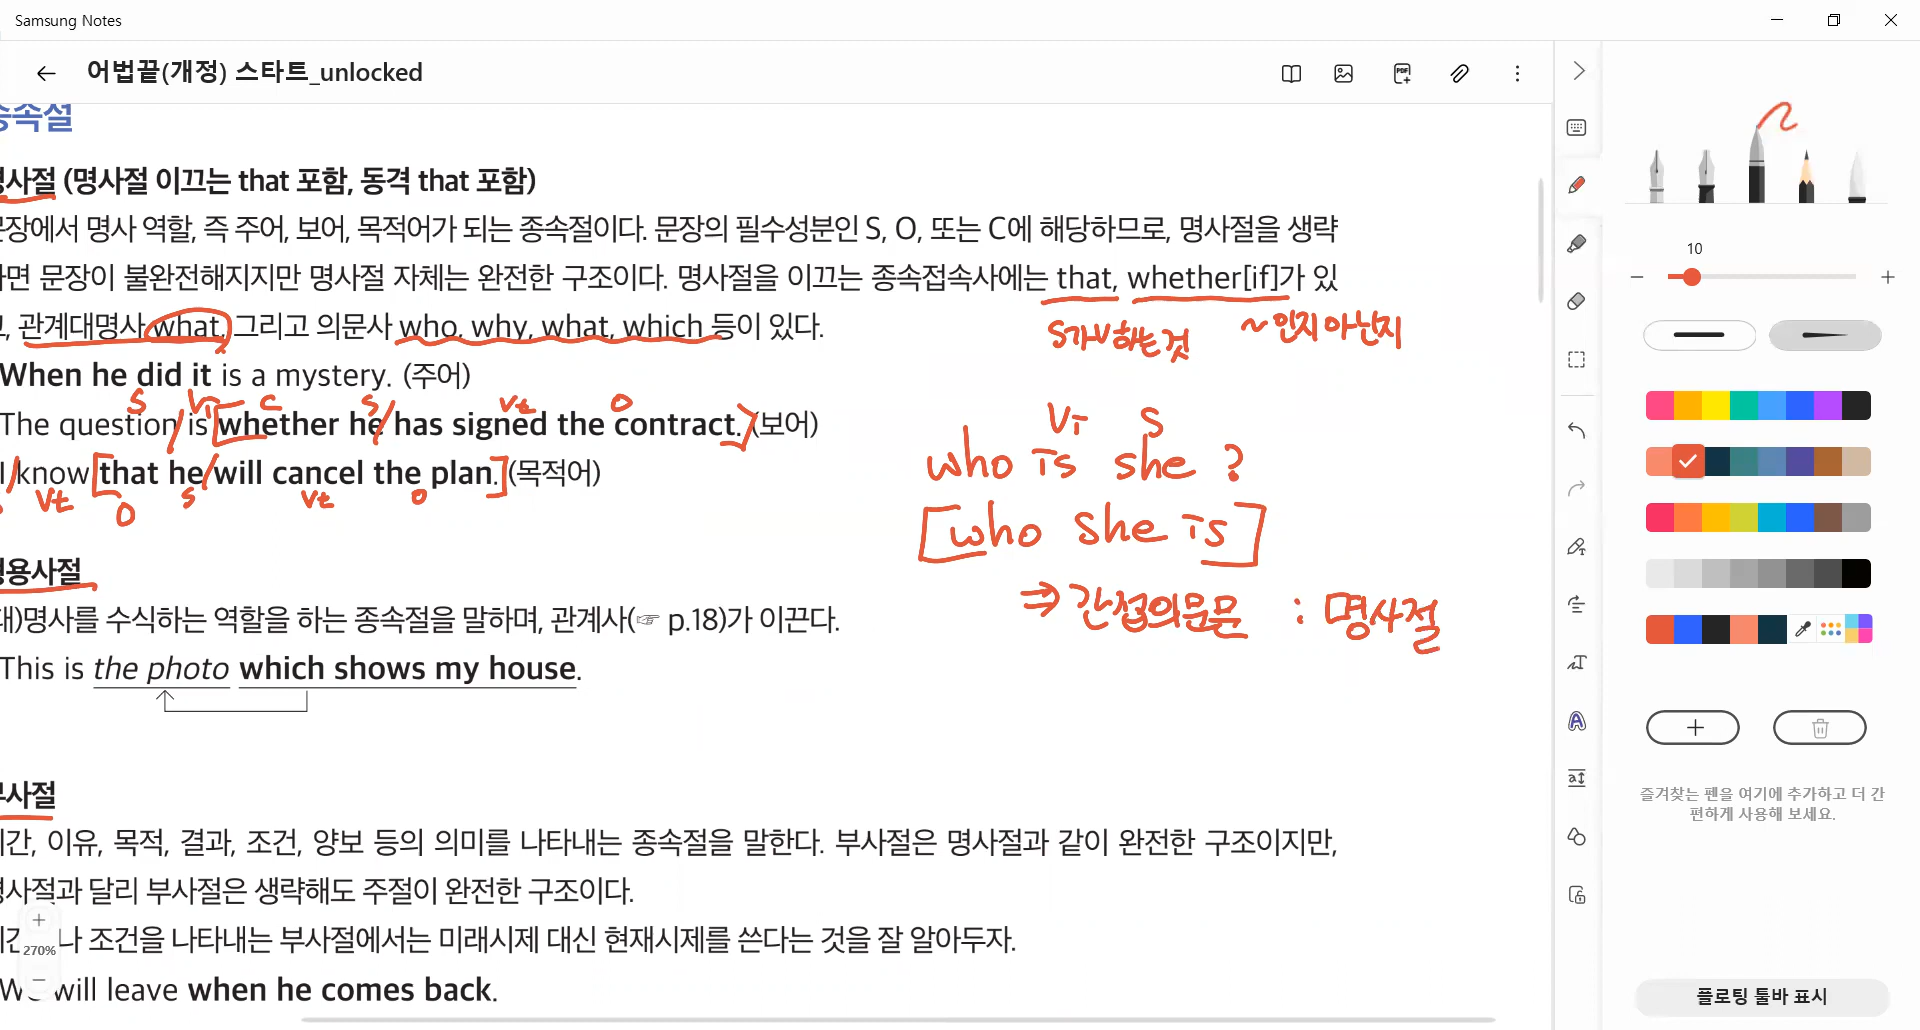 Samsung Notes
어법끝(개정) 스타트_unlocked
종속절
명사절 (명사절 이끄는 that 포함, 동격 that 포함)
문장에서 명사 역할, 즉 주어, 보어, 목적어가 되는 종속절이다. 문장의 필수성분인 S, O, 또는 C에 해당하므로, 명사절을 생략
하면 문장이 불완전해지지만 명사절 자체는 완전한 구조이다. 명사절을 이끄는 종속접속사에는 that, whether[if]가 있
고, 관계대명사 what, 그리고 의문사 who, why, what, which 등이 있다.
S가 V하는 것 ~인지 아닌지
When he did it is a mystery. (주어)
S Vi C S Vt O
The question is whether he has signed the contract. (보어)
I know that he will cancel the plan. (목적어)
Vt O S Vt O
Vi S
who is she ?
[who she is]
⇒ 간접의문문 : 명사절
형용사절
(대)명사를 수식하는 역할을 하는 종속절을 말하며, 관계사(☞ p.18)가 이끈다.
This is the photo which shows my house.
부사절
시간, 이유, 목적, 결과, 조건, 양보 등의 의미를 나타내는 종속절을 말한다. 부사절은 명사절과 같이 완전한 구조이지만,
명사절과 달리 부사절은 생략해도 주절이 완전한 구조이다.
시간이나 조건을 나타내는 부사절에서는 미래시제 대신 현재시제를 쓴다는 것을 잘 알아두자.
We will leave when he comes back.
270%
10
즐겨찾는 펜을 여기에 추가하고 더 간
편하게 사용해 보세요.
플로팅 툴바 표시